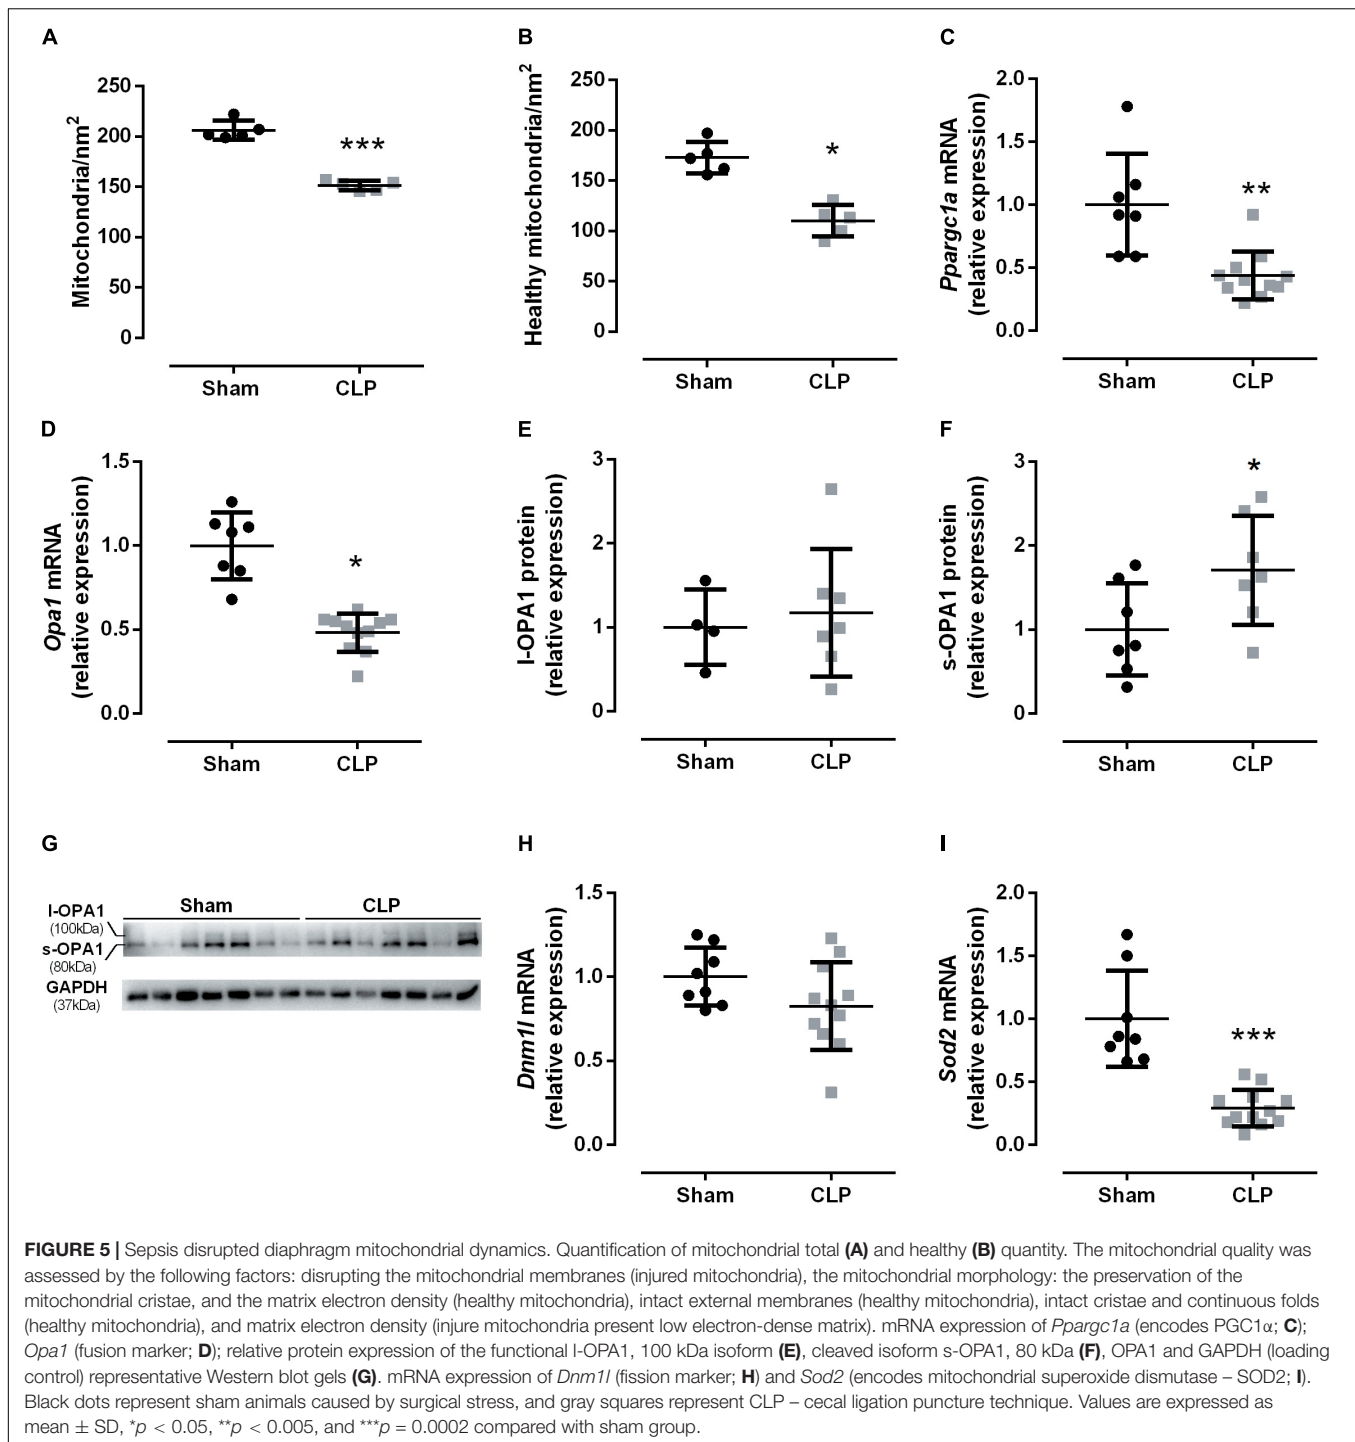 A
Mitochondria/nm2
250
200
150
100
50
0
***
Sham
CLP
B
Healthy mitochondria/nm2
250
200
150
100
50
0
*
Sham
CLP
C
Ppargc1a mRNA
(relative expression)
2.0
1.5
1.0
0.5
0.0
**
Sham
CLP
D
Opa1 mRNA
(relative expression)
1.5
1.0
0.5
0.0
*
Sham
CLP
E
l-OPA1 protein
(relative expression)
3
2
1
0
Sham
CLP
F
s-OPA1 protein
(relative expression)
3
2
1
0
*
Sham
CLP
G
Sham
CLP
l-OPA1
(100kDa)
s-OPA1
(80kDa)
GAPDH
(37kDa)
H
Dnm1l mRNA
(relative expression)
1.5
1.0
0.5
0.0
Sham
CLP
I
Sod2 mRNA
(relative expression)
2.0
1.5
1.0
0.5
0.0
***
Sham
CLP
FIGURE 5 | Sepsis disrupted diaphragm mitochondrial dynamics. Quantification of mitochondrial total (A) and healthy (B) quantity. The mitochondrial quality was
assessed by the following factors: disrupting the mitochondrial membranes (injured mitochondria), the mitochondrial morphology: the preservation of the
mitochondrial cristae, and the matrix electron density (healthy mitochondria), intact external membranes (healthy mitochondria), intact cristae and continuous folds
(healthy mitochondria), and matrix electron density (injure mitochondria present low electron-dense matrix). mRNA expression of Ppargc1a (encodes PGC1α; C);
Opa1 (fusion marker; D); relative protein expression of the functional l-OPA1, 100 kDa isoform (E), cleaved isoform s-OPA1, 80 kDa (F), OPA1 and GAPDH (loading
control) representative Western blot gels (G). mRNA expression of Dnm1l (fission marker; H) and Sod2 (encodes mitochondrial superoxide dismutase – SOD2; I).
Black dots represent sham animals caused by surgical stress, and gray squares represent CLP – cecal ligation puncture technique. Values are expressed as
mean ± SD, *p < 0.05, **p < 0.005, and ***p = 0.0002 compared with sham group.